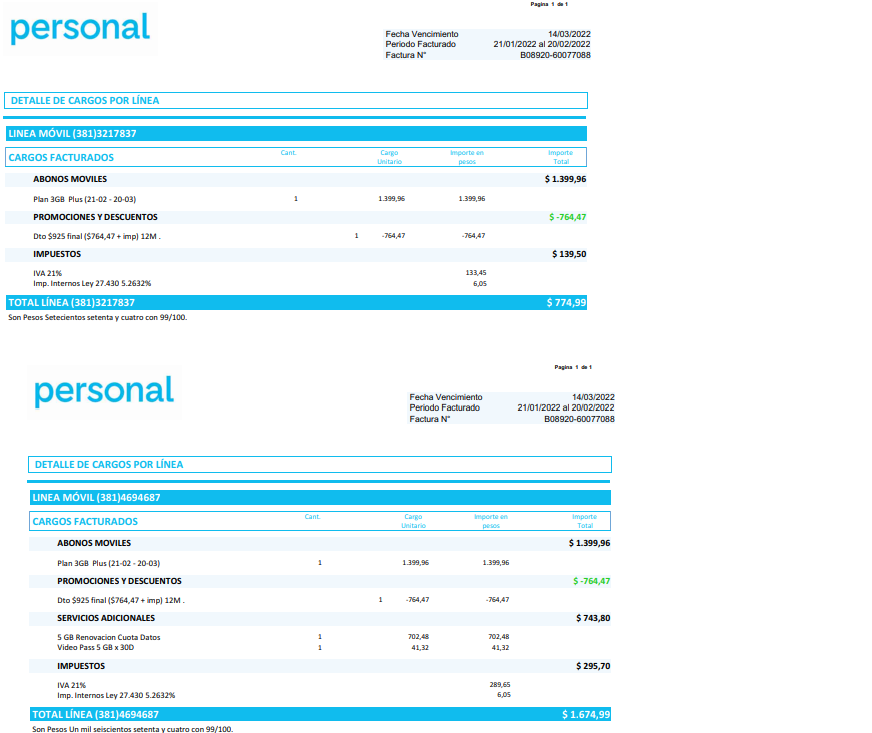 Pagina 1 de 1
personal
Fecha Vencimiento 14/03/2022
Periodo Facturado 21/01/2022 al 20/02/2022
Factura N° B08920-60077088
DETALLE DE CARGOS POR LÍNEA
LINEA MÓVIL (381)3217837
CARGOS FACTURADOS Cant. Cargo Unitario Importe en pesos Importe Total
ABONOS MOVILES $ 1.399,96
Plan 3GB Plus (21-02 - 20-03) 1 1.399,96 1.399,96
PROMOCIONES Y DESCUENTOS $ -764,47
Dto $925 final ($764,47 + imp) 12M . 1 -764,47 -764,47
IMPUESTOS $ 139,50
IVA 21% 133,45
Imp. Internos Ley 27.430 5.2632% 6,05
TOTAL LÍNEA (381)3217837 $ 774,99
Son Pesos Setecientos setenta y cuatro con 99/100.
Pagina 1 de 1
personal
Fecha Vencimiento 14/03/2022
Periodo Facturado 21/01/2022 al 20/02/2022
Factura N° B08920-60077088
DETALLE DE CARGOS POR LÍNEA
LINEA MÓVIL (381)4694687
CARGOS FACTURADOS Cant. Cargo Unitario Importe en pesos Importe Total
ABONOS MOVILES $ 1.399,96
Plan 3GB Plus (21-02 - 20-03) 1 1.399,96 1.399,96
PROMOCIONES Y DESCUENTOS $ -764,47
Dto $925 final ($764,47 + imp) 12M . 1 -764,47 -764,47
SERVICIOS ADICIONALES $ 743,80
5 GB Renovacion Cuota Datos 1 702,48 702,48
Video Pass 5 GB x 30D 1 41,32 41,32
IMPUESTOS $ 295,70
IVA 21% 289,65
Imp. Internos Ley 27.430 5.2632% 6,05
TOTAL LÍNEA (381)4694687 $ 1.674,99
Son Pesos Un mil seiscientos setenta y cuatro con 99/100.